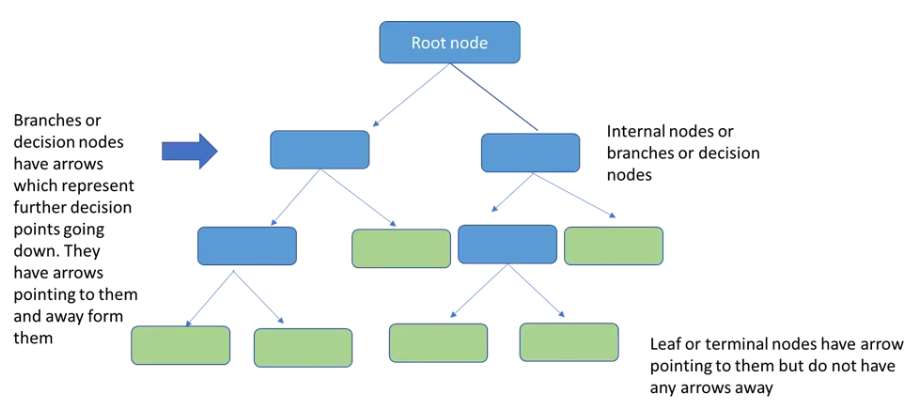 Root node
Branches or
decision nodes
have arrows
which represent
further decision
points going
down. They
have arrows
pointing to them
and away form
them
Internal nodes or
branches or decision
nodes
Leaf or terminal nodes have arrow
pointing to them but do not have
any arrows away